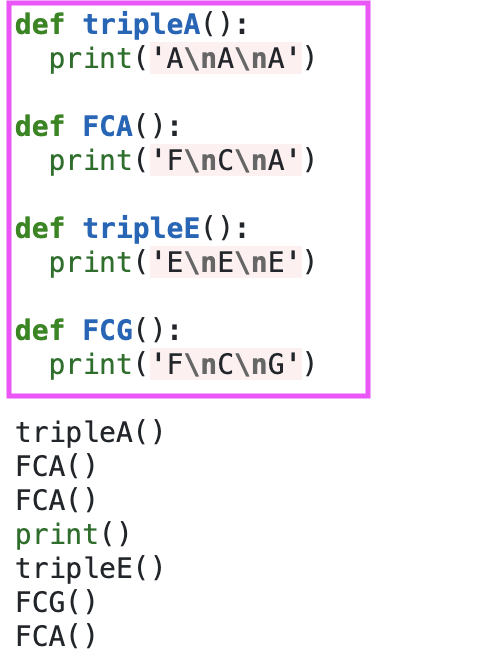 def tripleA():
  print('A\nA\nA')

def FCA():
  print('F\nC\nA')

def tripleE():
  print('E\nE\nE')

def FCG():
  print('F\nC\nG')

tripleA()
FCA()
FCA()
print()
tripleE()
FCG()
FCA()